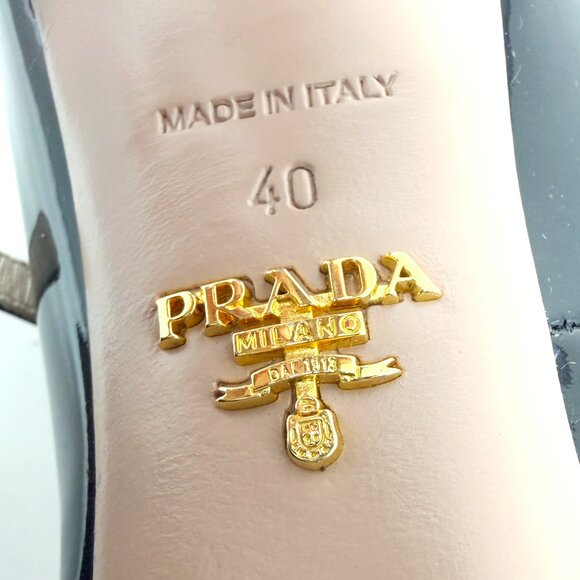 MADE IN ITALY
40
PRADA
MILANO
DAL 1913